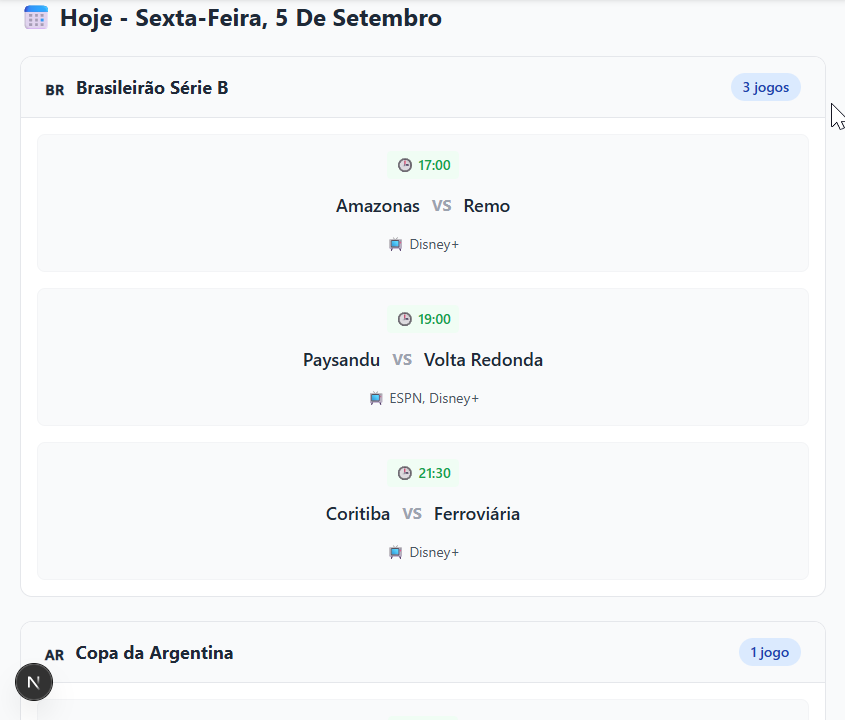 Hoje - Sexta-Feira, 5 De Setembro
BR Brasileirão Série B 3 jogos
17:00
Amazonas VS Remo
Disney+
19:00
Paysandu VS Volta Redonda
ESPN, Disney+
21:30
Coritiba VS Ferroviária
Disney+
AR Copa da Argentina 1 jogo
N